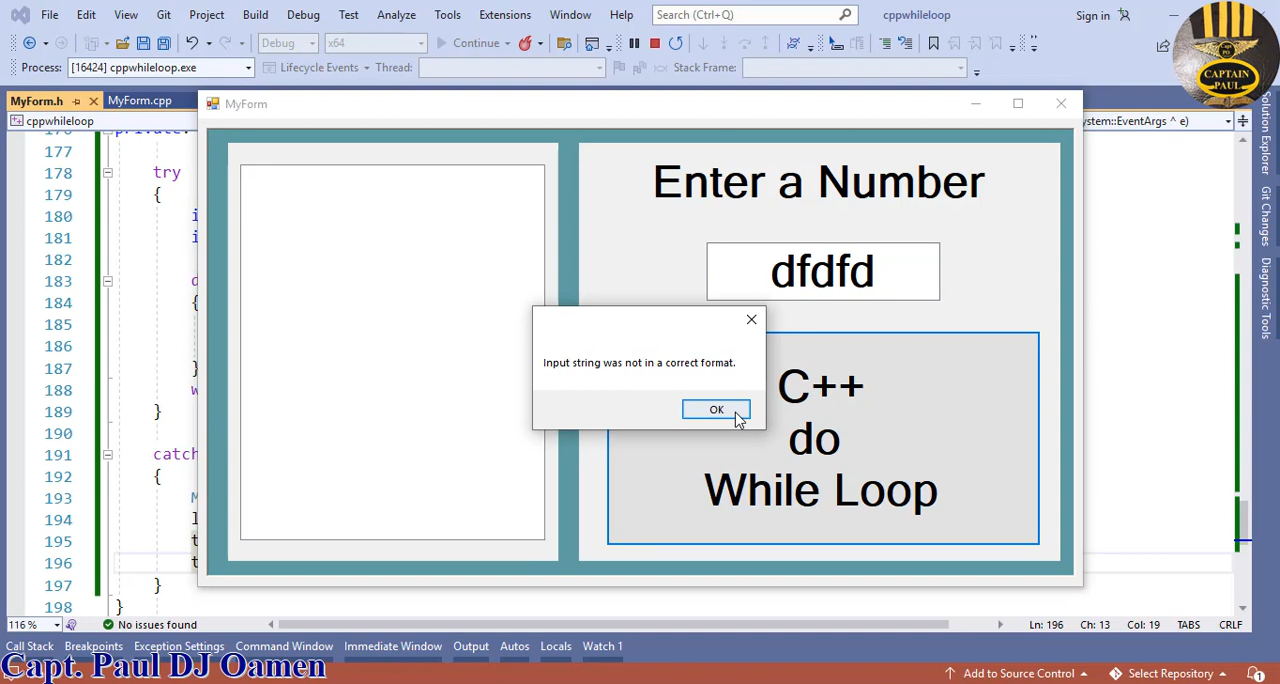 File Edit View Git Project Build Debug Test Analyze Tools Extensions Window Help Search (Ctrl+Q) cppwhileloop Sign in
Debug x64 Continue
Process: [16424] cppwhileloop.exe Lifecycle Events Thread: Stack Frame:
CAPTAIN
PAUL
MyForm.h MyForm.cpp
cppwhileloop
ystem::EventArgs ^ e)
MyForm
177
178 try
179 {
180 i
181 i
182
183 d
184 {
185
186
187 }
188 w
189 }
190
191 catch
192 {
193 M
194 l
195 t
196 t
197 }
198 }
Enter a Number
dfdfd
Input string was not in a correct format.
OK
C++
do
While Loop
Solution Explorer
Git Changes
Diagnostic Tools
116 % No issues found Ln: 196 Ch: 13 Col: 19 TABS CRLF
Call Stack Breakpoints Exception Settings Command Window Immediate Window Output Autos Locals Watch 1
Capt. Paul DJ Oamen
Add to Source Control Select Repository 1